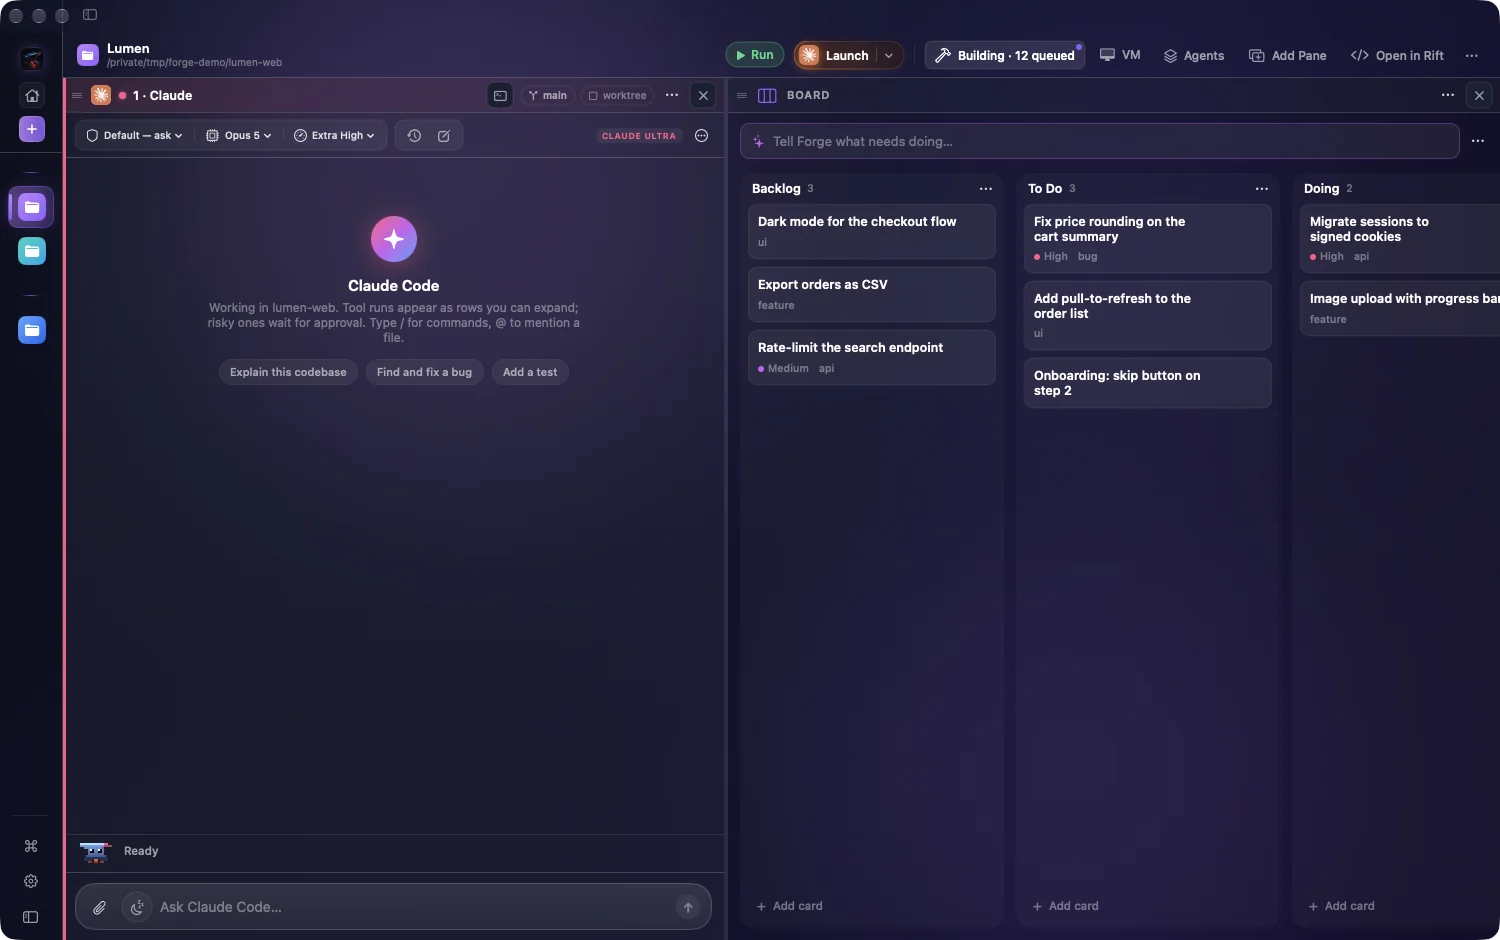 Lumen
/private/tmp/forge-demo/lumen-web
Run
Launch
Building · 12 queued
VM
Agents
Add Pane
Open in Rift
1 · Claude
main
worktree
Default — ask
Opus 5
Extra High
CLAUDE ULTRA
Claude Code
Working in lumen-web. Tool runs appear as rows you can expand;
risky ones wait for approval. Type / for commands, @ to mention a
file.
Explain this codebase
Find and fix a bug
Add a test
Ready
Ask Claude Code...
BOARD
Tell Forge what needs doing...
Backlog 3
Dark mode for the checkout flow
ui
Export orders as CSV
feature
Rate-limit the search endpoint
Medium api
Add card
To Do 3
Fix price rounding on the
cart summary
High bug
Add pull-to-refresh to the
order list
ui
Onboarding: skip button on
step 2
Add card
Doing 2
Migrate sessions to
signed cookies
High api
Image upload with progress bar
feature
Add card